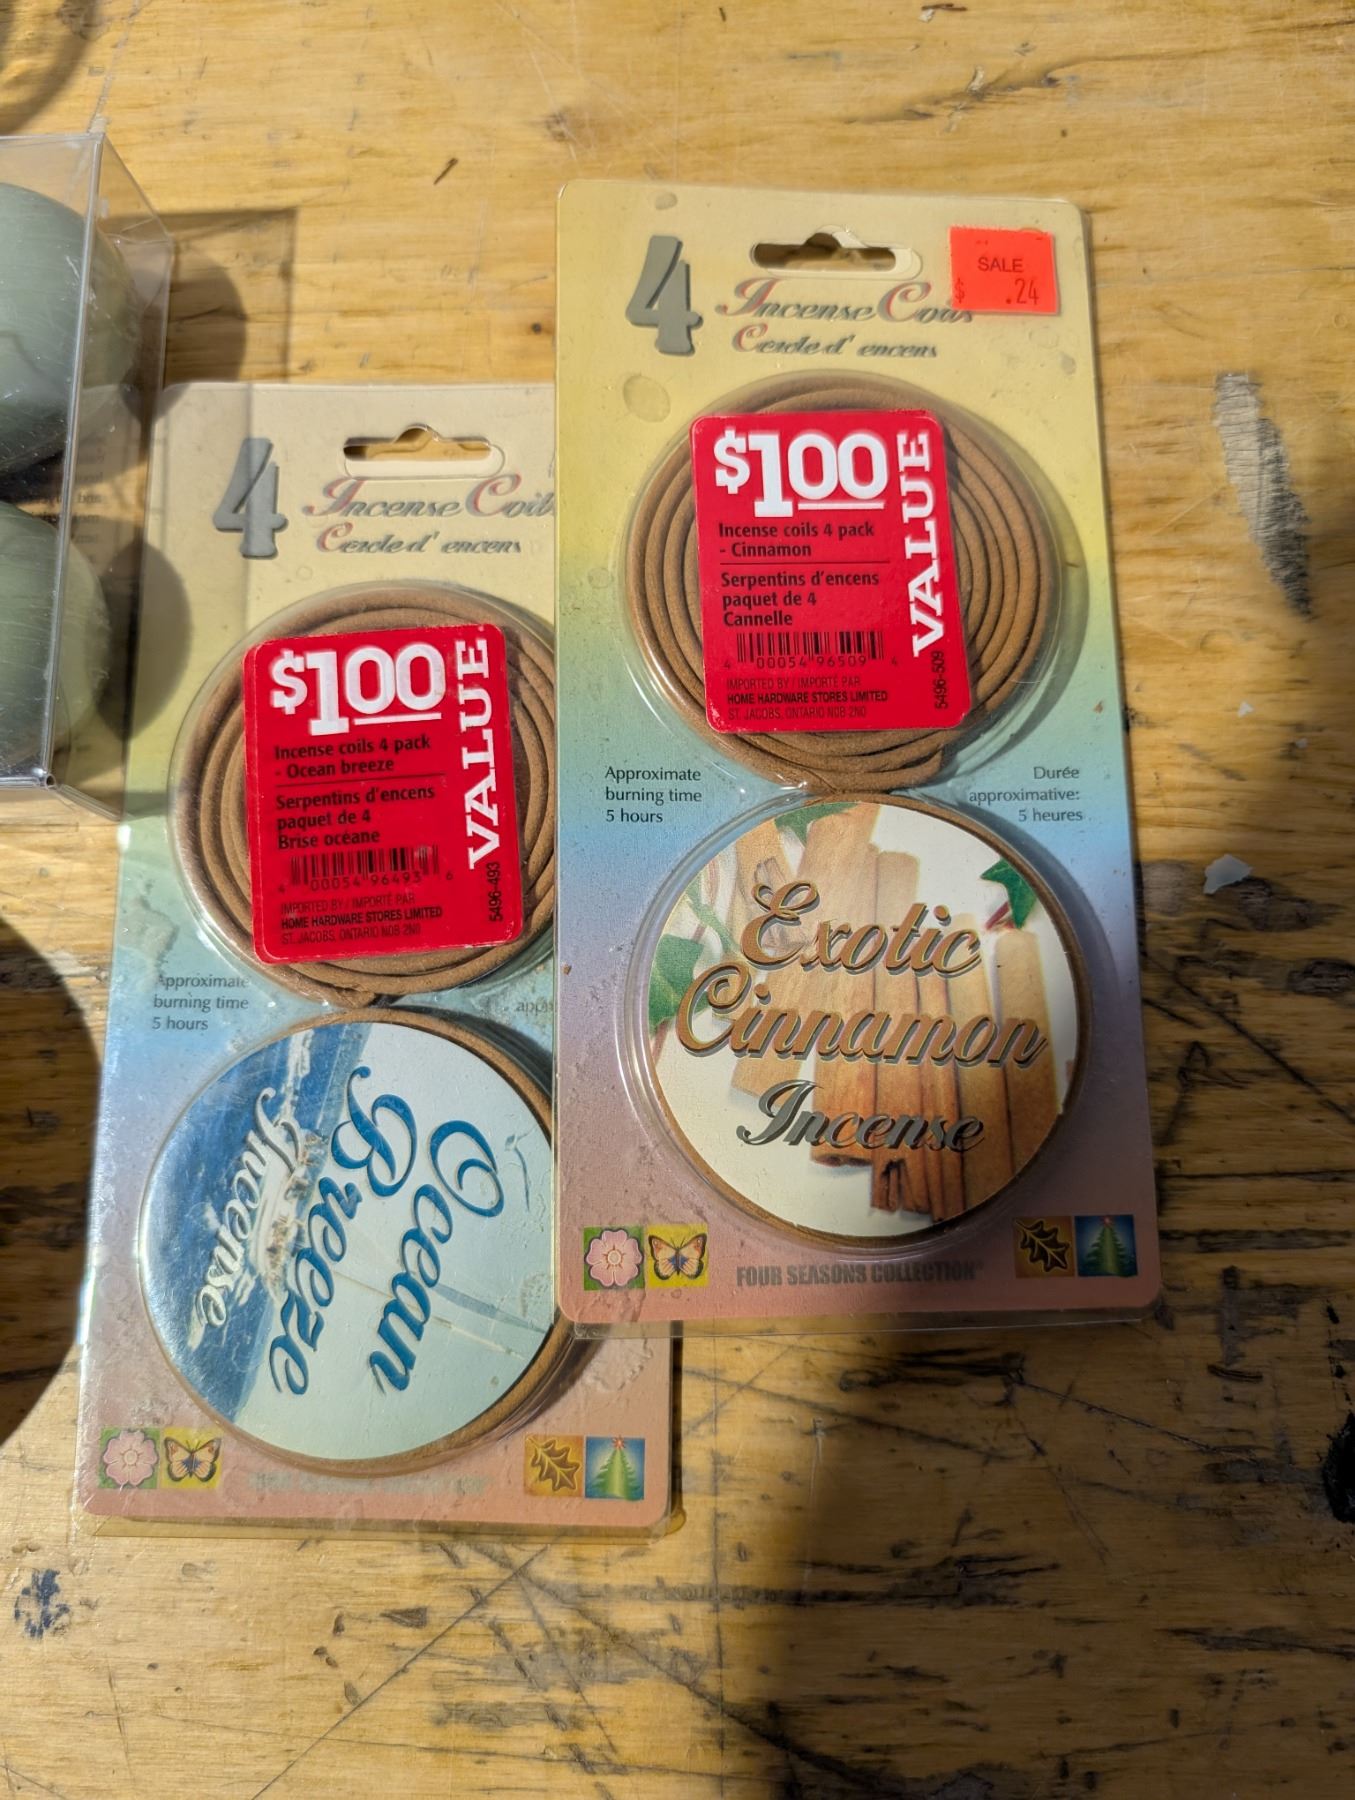 4
Incense Coils
Cercle d' encens
SALE
$ .24
$1.00
VALUE
Incense coils 4 pack
- Cinnamon
Serpentins d'encens
paquet de 4
Cannelle
4 00054 96509 4
5496-509
IMPORTED BY / IMPORTÉ PAR
HOME HARDWARE STORES LIMITED
ST. JACOBS, ONTARIO N0B 2N0
Approximate
burning time
5 hours
Durée
approximative:
5 heures
Exotic
Cinnamon
Incense
FOUR SEASONS COLLECTION
4
Incense Coils
Cercle d' encens
$1.00
VALUE
Incense coils 4 pack
- Ocean breeze
Serpentins d'encens
paquet de 4
Brise océane
4 00054 96493 6
5496-493
IMPORTED BY / IMPORTÉ PAR
HOME HARDWARE STORES LIMITED
ST. JACOBS, ONTARIO N0B 2N0
Approximate
burning time
5 hours
Ocean
Breeze
Incense